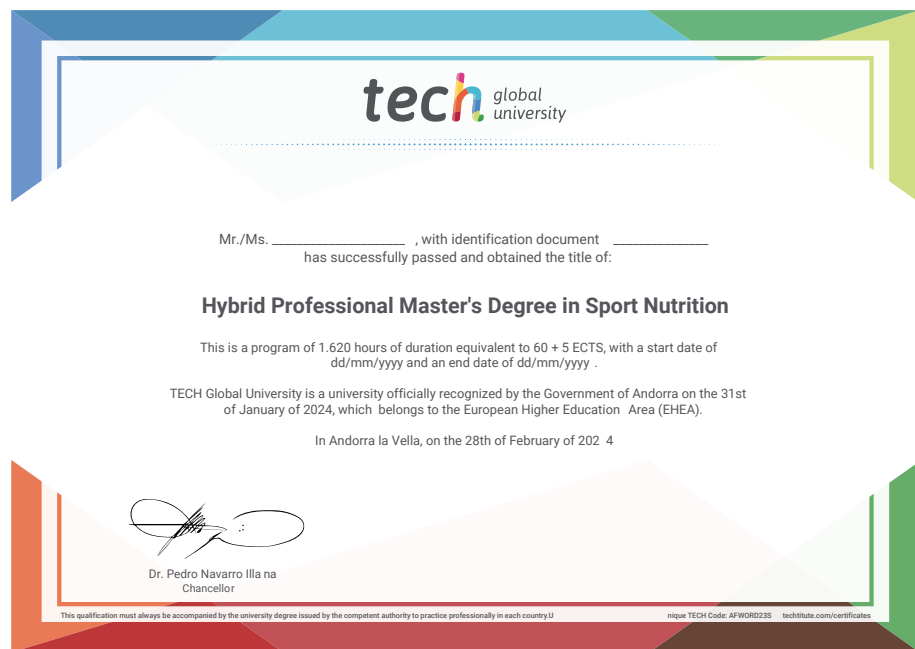 tech global university
Mr./Ms. ____________________ , with identification document ______________
has successfully passed and obtained the title of:
Hybrid Professional Master's Degree in Sport Nutrition
This is a program of 1.620 hours of duration equivalent to 60 + 5 ECTS, with a start date of
dd/mm/yyyy and an end date of dd/mm/yyyy .
TECH Global University is a university officially recognized by the Government of Andorra on the 31st
of January of 2024, which belongs to the European Higher Education Area (EHEA).
In Andorra la Vella, on the 28th of February of 202 4
Dr. Pedro Navarro Illa na
Chancellor
This qualification must always be accompanied by the university degree issued by the competent authority to practice professionally in each country.U nique TECH Code: AFWORD23S techtitute.com/certificates